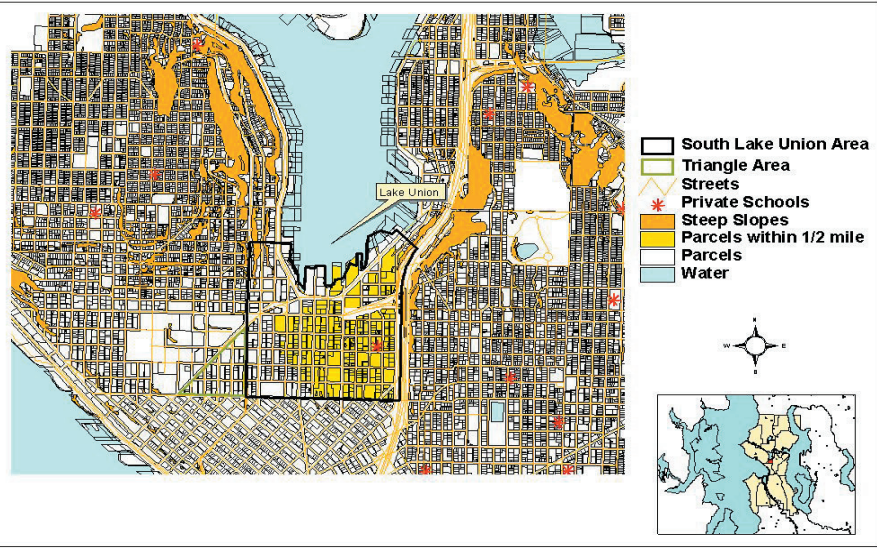 Lake Union
South Lake Union Area
Triangle Area
Streets
Private Schools
Steep Slopes
Parcels within 1/2 mile
Parcels
Water
N
W E
S